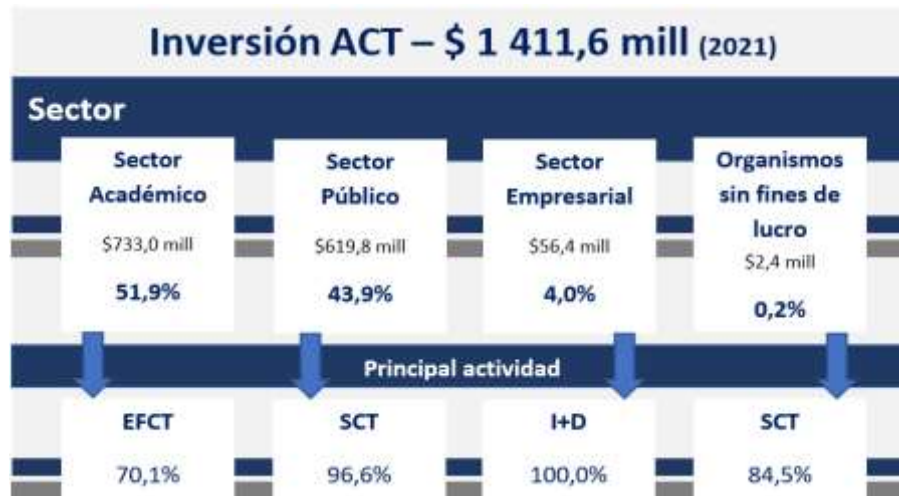 Inversión ACT – $ 1 411,6 mill (2021)
Sector
Sector
Académico
$733,0 mill
51,9%
Sector
Público
$619,8 mill
43,9%
Sector
Empresarial
$56,4 mill
4,0%
Organismos
sin fines de
lucro
$2,4 mill
0,2%
Principal actividad
EFCT
70,1%
SCT
96,6%
I+D
100,0%
SCT
84,5%